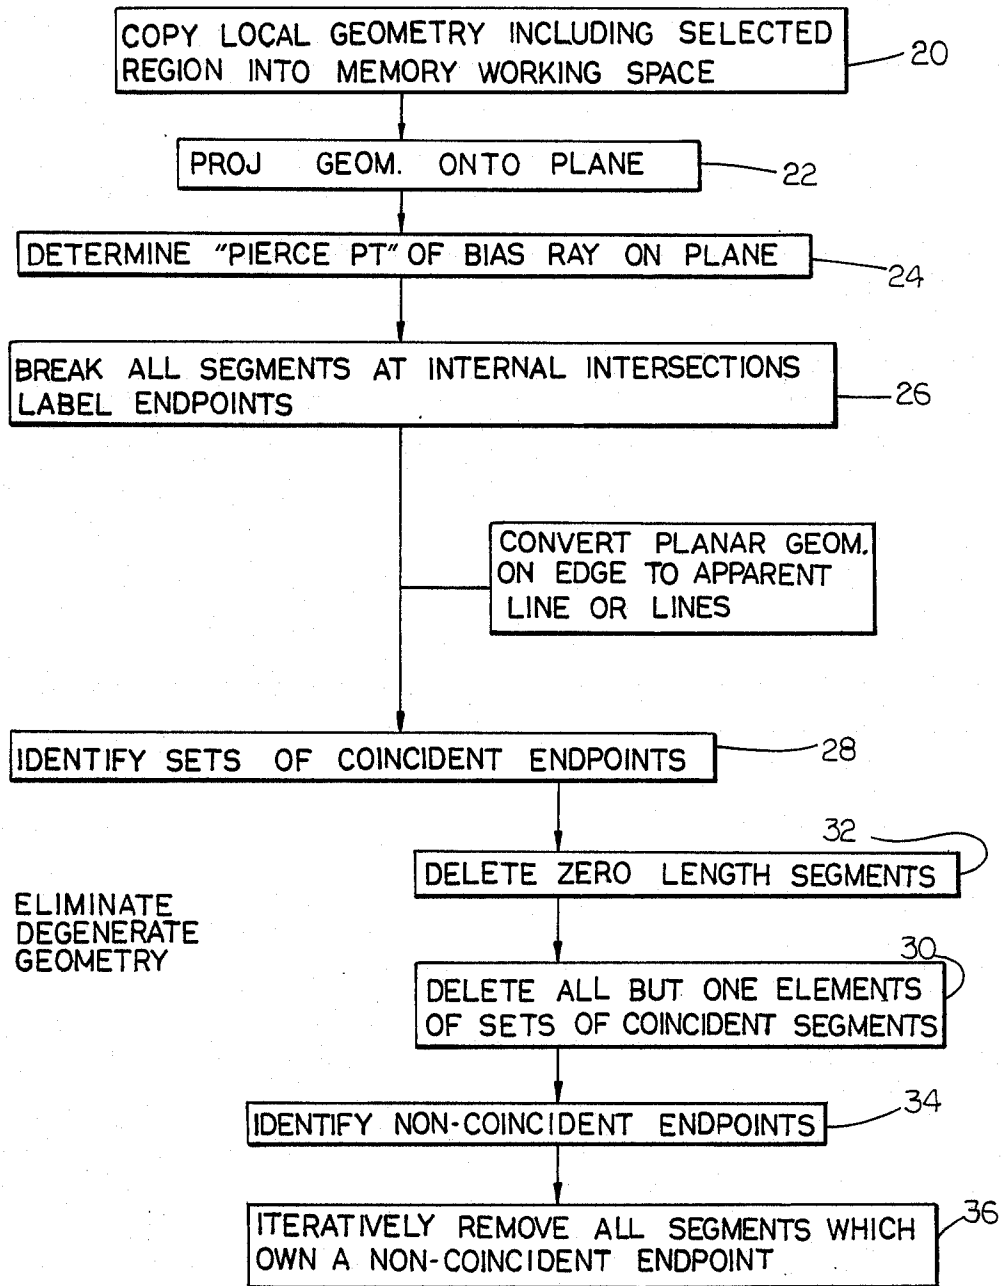 COPY LOCAL GEOMETRY INCLUDING SELECTED
REGION INTO MEMORY WORKING SPACE
20
PROJ GEOM. ONTO PLANE
22
DETERMINE "PIERCE PT" OF BIAS RAY ON PLANE
24
BREAK ALL SEGMENTS AT INTERNAL INTERSECTIONS
LABEL ENDPOINTS
26
CONVERT PLANAR GEOM.
ON EDGE TO APPARENT
LINE OR LINES
IDENTIFY SETS OF COINCIDENT ENDPOINTS
28
32
DELETE ZERO LENGTH SEGMENTS
ELIMINATE
DEGENERATE
GEOMETRY
30
DELETE ALL BUT ONE ELEMENTS
OF SETS OF COINCIDENT SEGMENTS
IDENTIFY NON-COINCIDENT ENDPOINTS
34
ITERATIVELY REMOVE ALL SEGMENTS WHICH
OWN A NON-COINCIDENT ENDPOINT
36